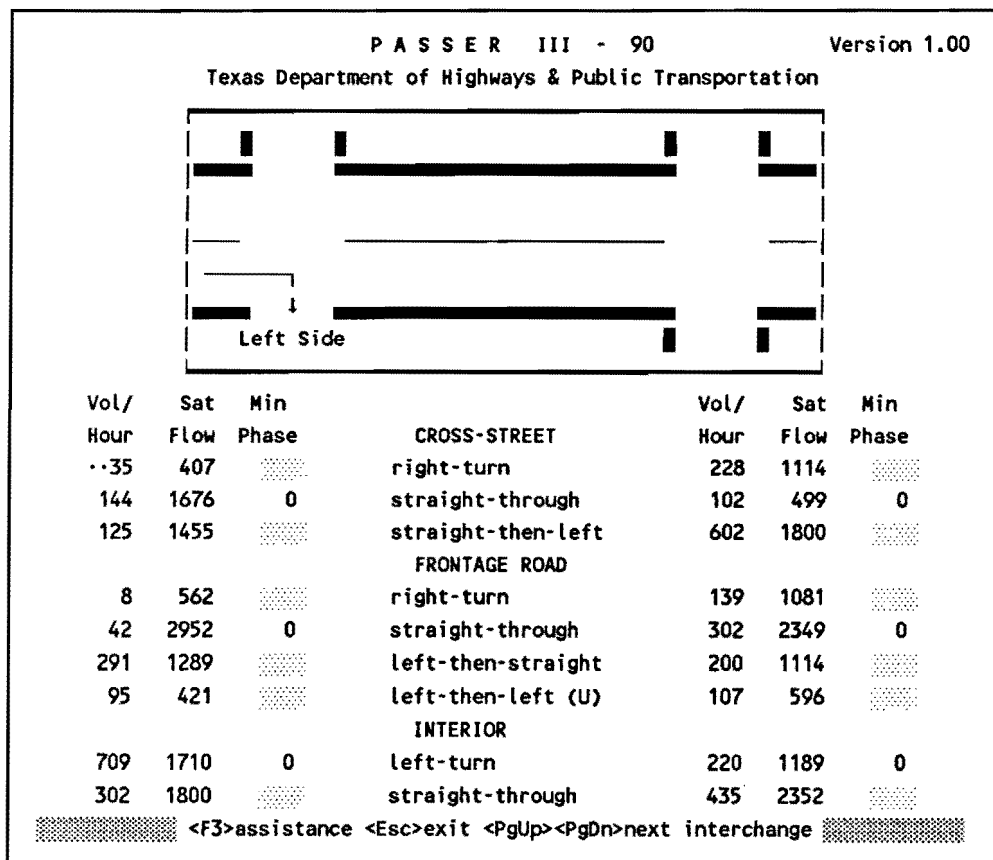 P A S S E R III - 90 Version 1.00
Texas Department of Highways & Public Transportation
Left Side
Vol/ Sat Min Vol/ Sat Min
Hour Flow Phase CROSS-STREET Hour Flow Phase
··35 407 right-turn 228 1114
144 1676 0 straight-through 102 499 0
125 1455 straight-then-left 602 1800
FRONTAGE ROAD
8 562 right-turn 139 1081
42 2952 0 straight-through 302 2349 0
291 1289 left-then-straight 200 1114
95 421 left-then-left (U) 107 596
INTERIOR
709 1710 0 left-turn 220 1189 0
302 1800 straight-through 435 2352
<F3>assistance <Esc>exit <PgUp><PgDn>next interchange